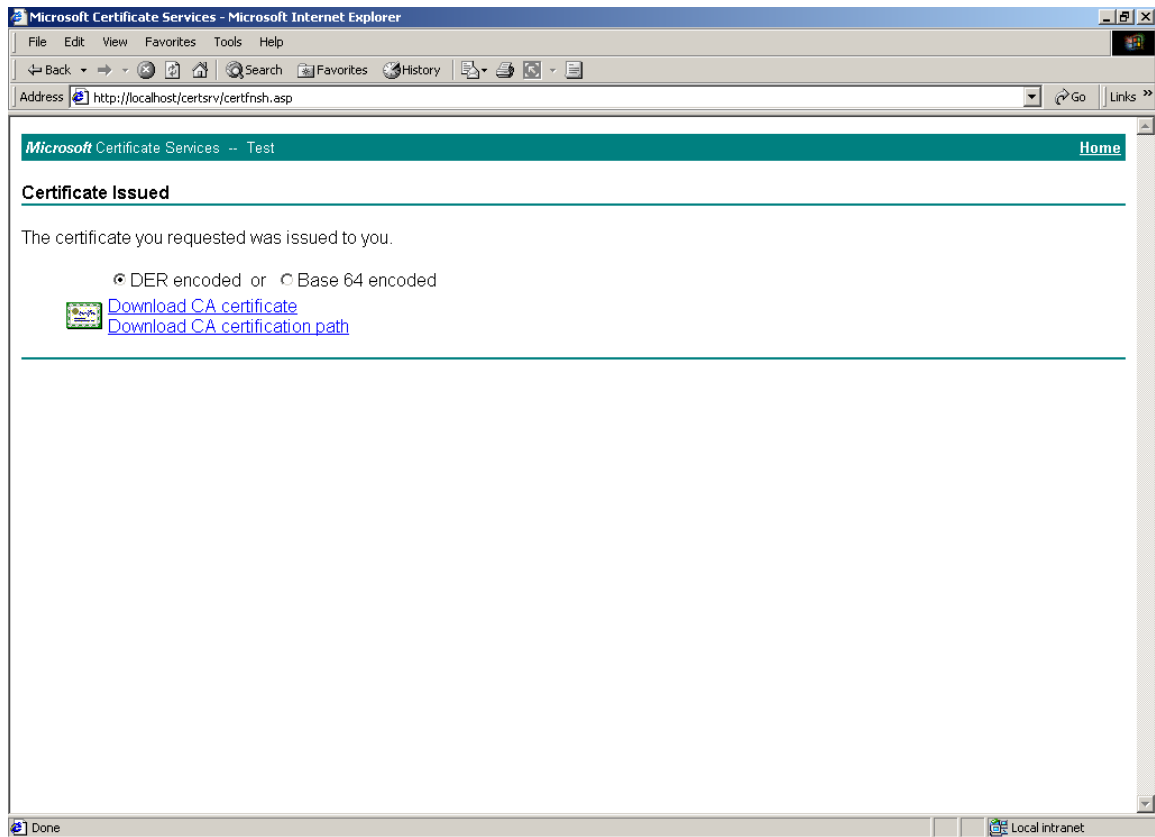 Microsoft Certificate Services - Microsoft Internet Explorer
File Edit View Favorites Tools Help
Back Search Favorites History
Address http://localhost/certsrv/certfnsh.asp Go Links »
Microsoft Certificate Services -- Test Home
Certificate Issued
The certificate you requested was issued to you.
DER encoded or Base 64 encoded
Download CA certificate
Download CA certification path
Done Local intranet